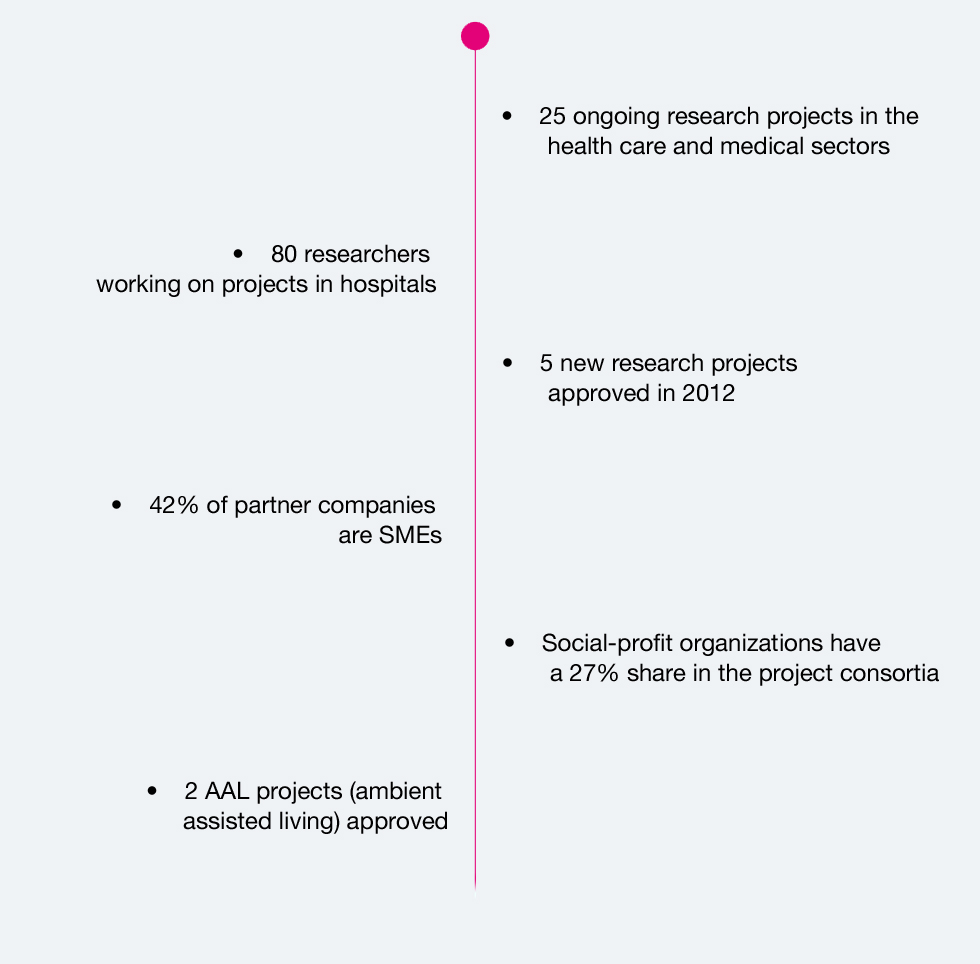 • 25 ongoing research projects in the
health care and medical sectors
• 80 researchers
working on projects in hospitals
• 5 new research projects
approved in 2012
• 42% of partner companies
are SMEs
• Social-profit organizations have
a 27% share in the project consortia
• 2 AAL projects (ambient
assisted living) approved